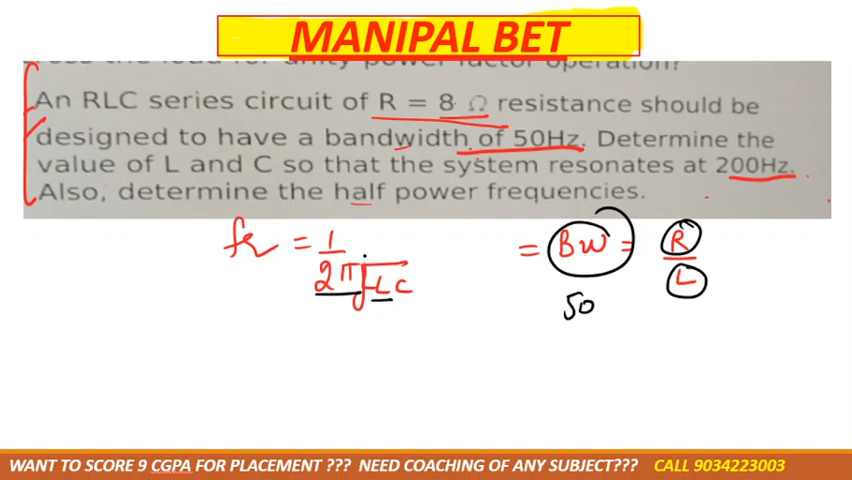 MANIPAL BET
An RLC series circuit of R = 8 Ω resistance should be
designed to have a bandwidth of 50Hz. Determine the
value of L and C so that the system resonates at 200Hz.
Also, determine the half power frequencies.
fr = 1 / 2π√LC = BW = R / L
50
WANT TO SCORE 9 CGPA FOR PLACEMENT ??? NEED COACHING OF ANY SUBJECT??? CALL 9034223003